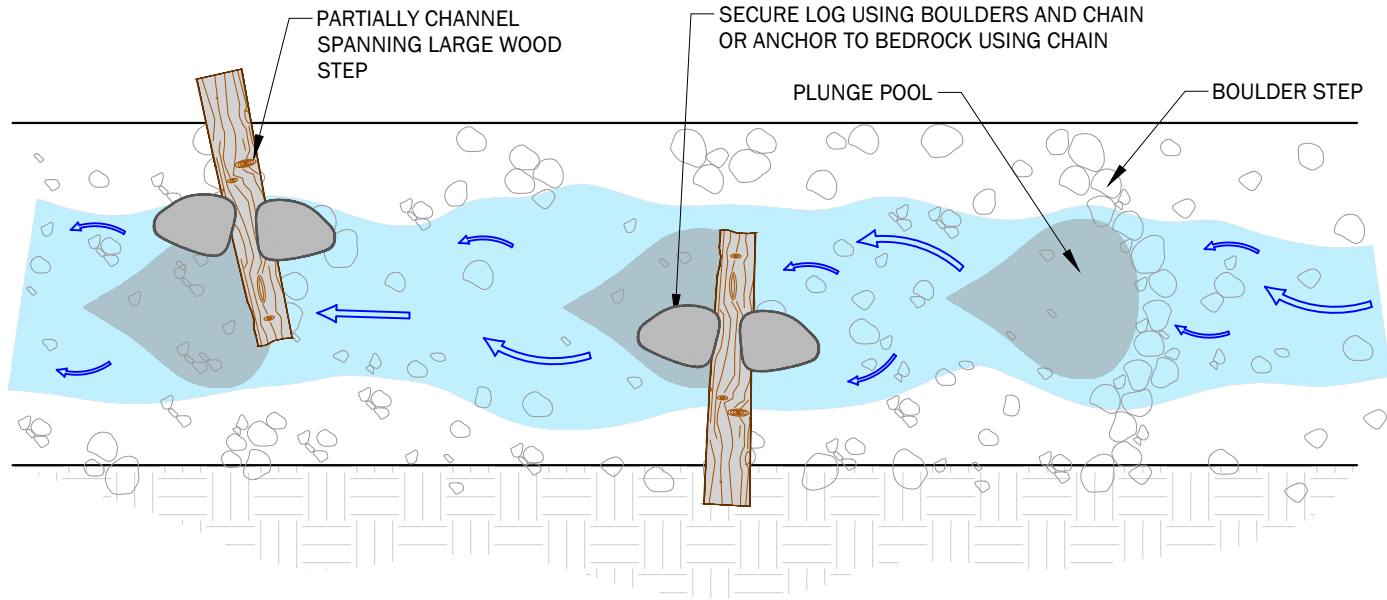 PARTIALLY CHANNEL
SPANNING LARGE WOOD
STEP
SECURE LOG USING BOULDERS AND CHAIN
OR ANCHOR TO BEDROCK USING CHAIN
PLUNGE POOL
BOULDER STEP